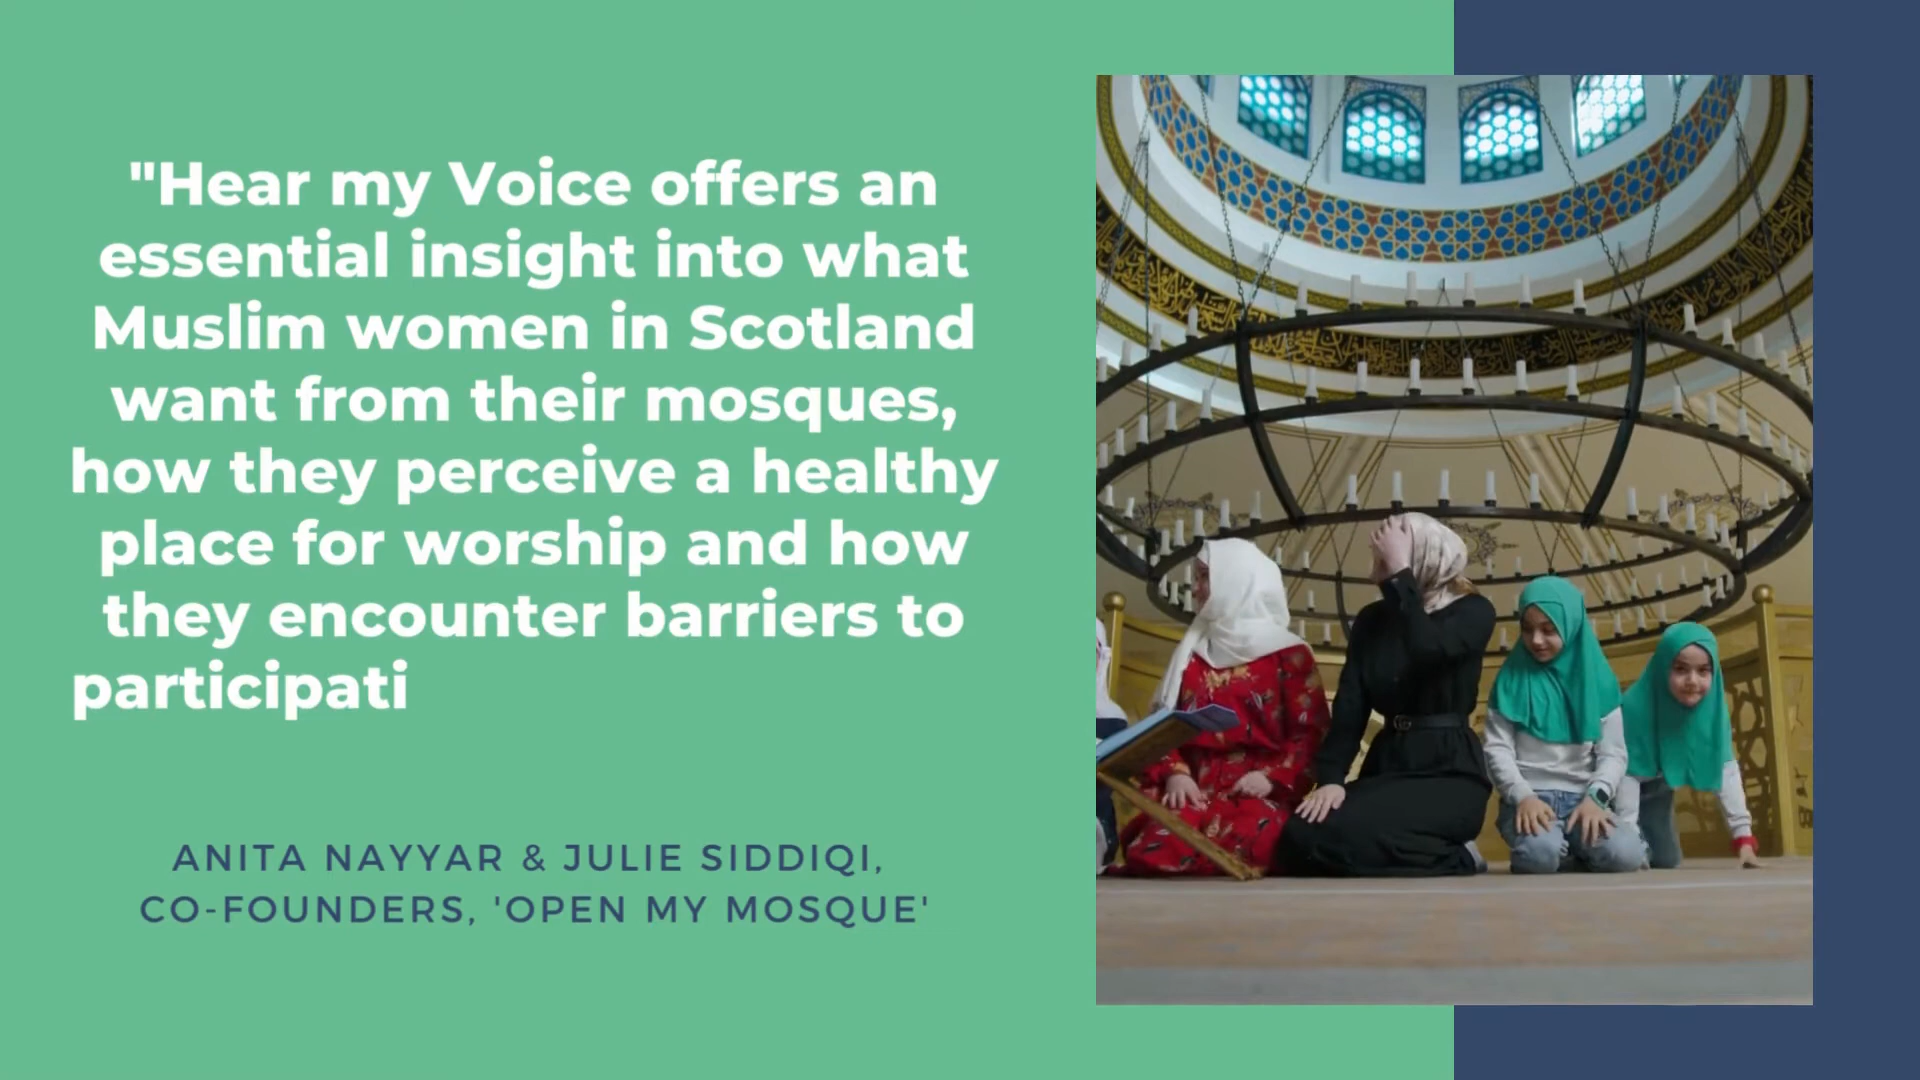 "Hear my Voice offers an
essential insight into what
Muslim women in Scotland
want from their mosques,
how they perceive a healthy
place for worship and how
they encounter barriers to
participati
ANITA NAYYAR & JULIE SIDDIQI,
CO-FOUNDERS, 'OPEN MY MOSQUE'